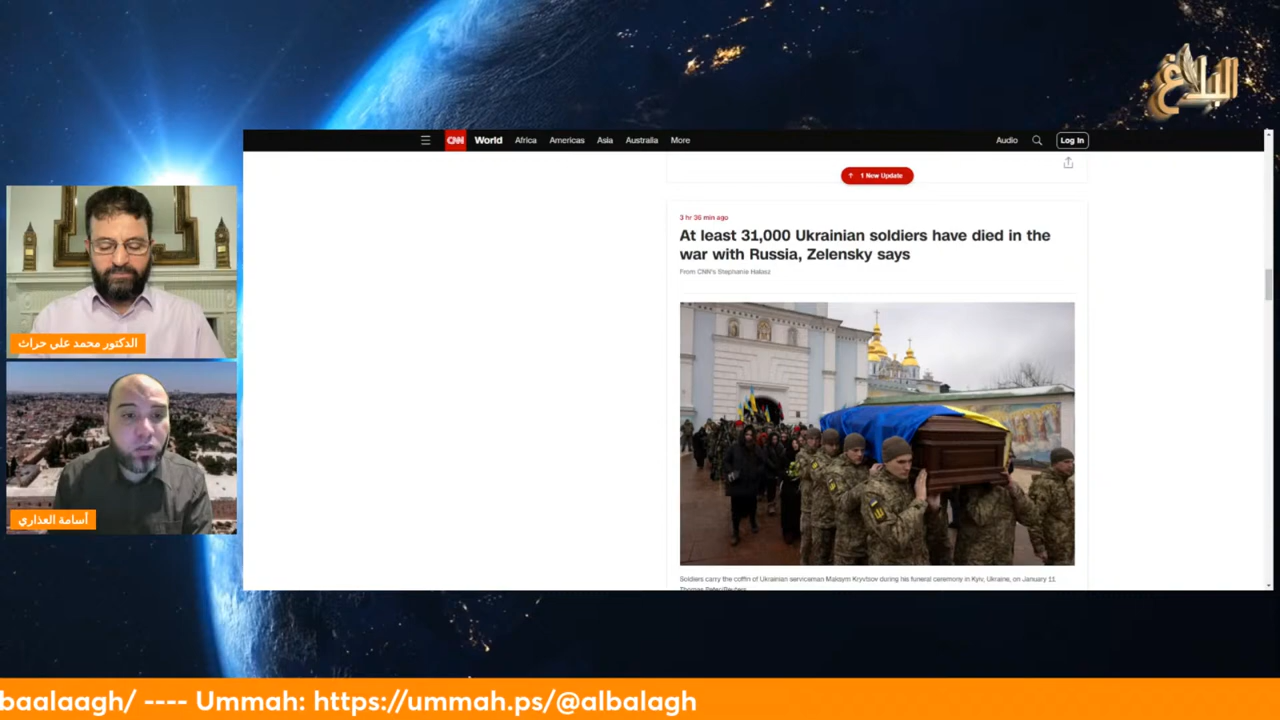 البلاغ
CNN World Africa Americas Asia Australia More Audio Log In
1 New Update
3 hr 36 min ago
At least 31,000 Ukrainian soldiers have died in the
war with Russia, Zelensky says
From CNN's Stephanie Halasz
Soldiers carry the coffin of Ukrainian serviceman Maksym Kryvtsov during his funeral ceremony in Kyiv, Ukraine, on January 11
Thomas Peter/Reuters
الدكتور محمد علي حراث
أسامة العذاري
baalaagh/ ---- Ummah: https://ummah.ps/@albalagh